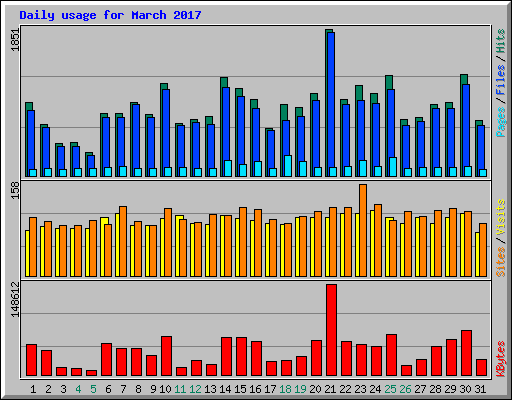 Daily usage for March 2017
1851
Pages / Files / Hits
158
Sites / Visits
148612
KBytes
1 2 3 4 5 6 7 8 9 10 11 12 13 14 15 16 17 18 19 20 21 22 23 24 25 26 27 28 29 30 31